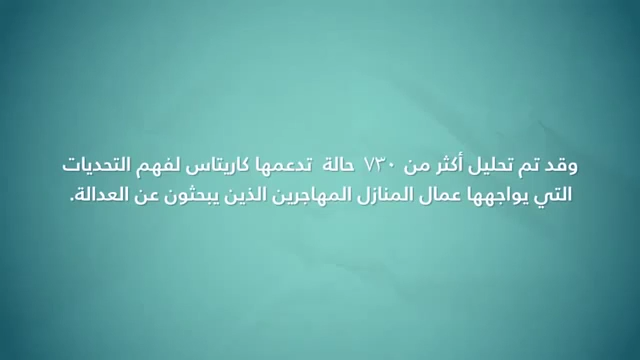 وقد تم تحليل أكثر من ٧٣٠ حالة تدعمها كاريتاس لفهم التحديات
التي يواجهها عمال المنازل المهاجرين الذين يبحثون عن العدالة.